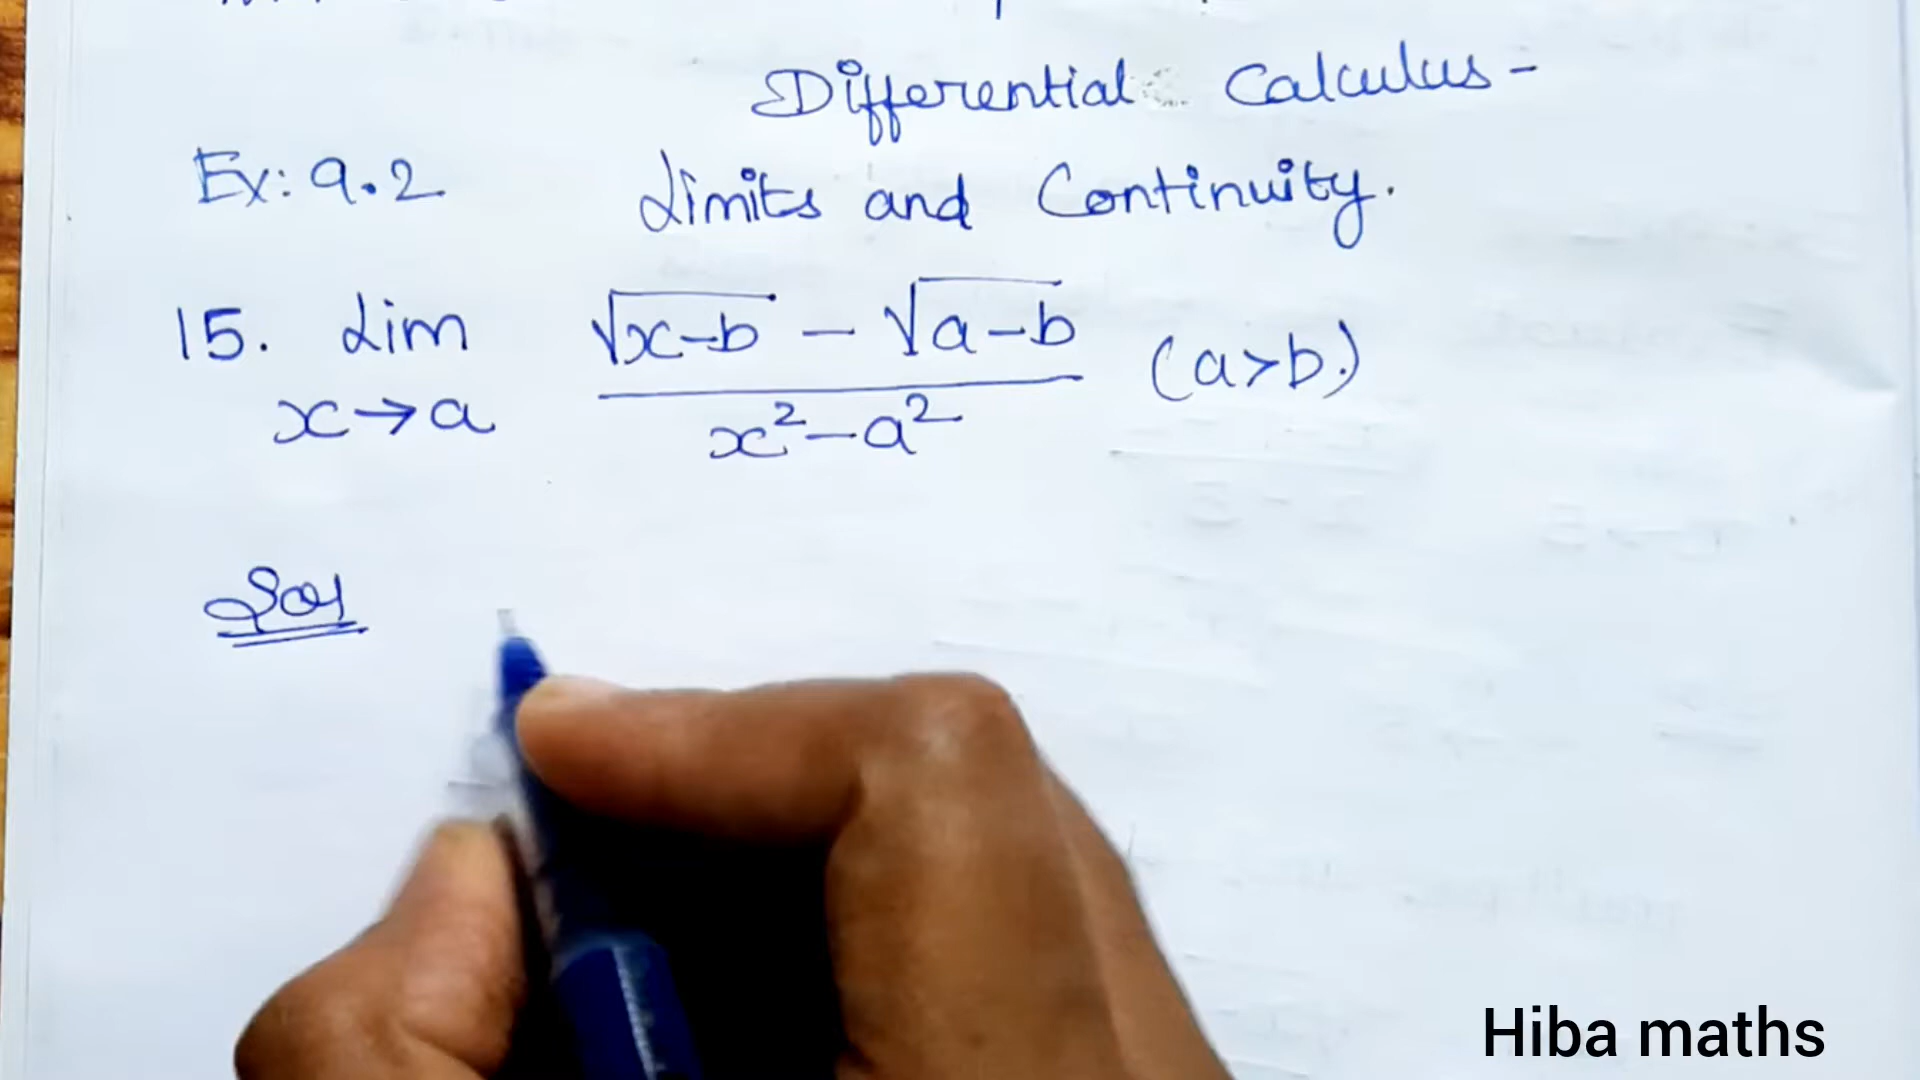 Differential Calculus -
Ex: 9.2 Limits and Continuity.
15. Lim √x-b - √a-b (a>b.)
x→a x²-a²
Sol
Hiba maths